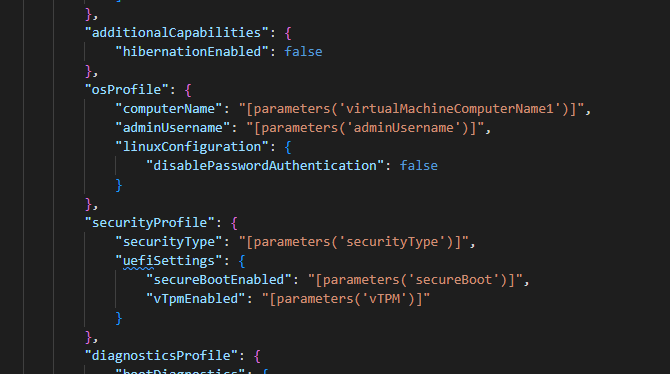 },
"additionalCapabilities": {
"hibernationEnabled": false
},
"osProfile": {
"computerName": "[parameters('virtualMachineComputerName1')]",
"adminUsername": "[parameters('adminUsername')]",
"linuxConfiguration": {
"disablePasswordAuthentication": false
}
},
"securityProfile": {
"securityType": "[parameters('securityType')]",
"uefiSettings": {
"secureBootEnabled": "[parameters('secureBoot')]",
"vTpmEnabled": "[parameters('vTPM')]"
}
},
"diagnosticsProfile": {
"bootDiagnostics": {